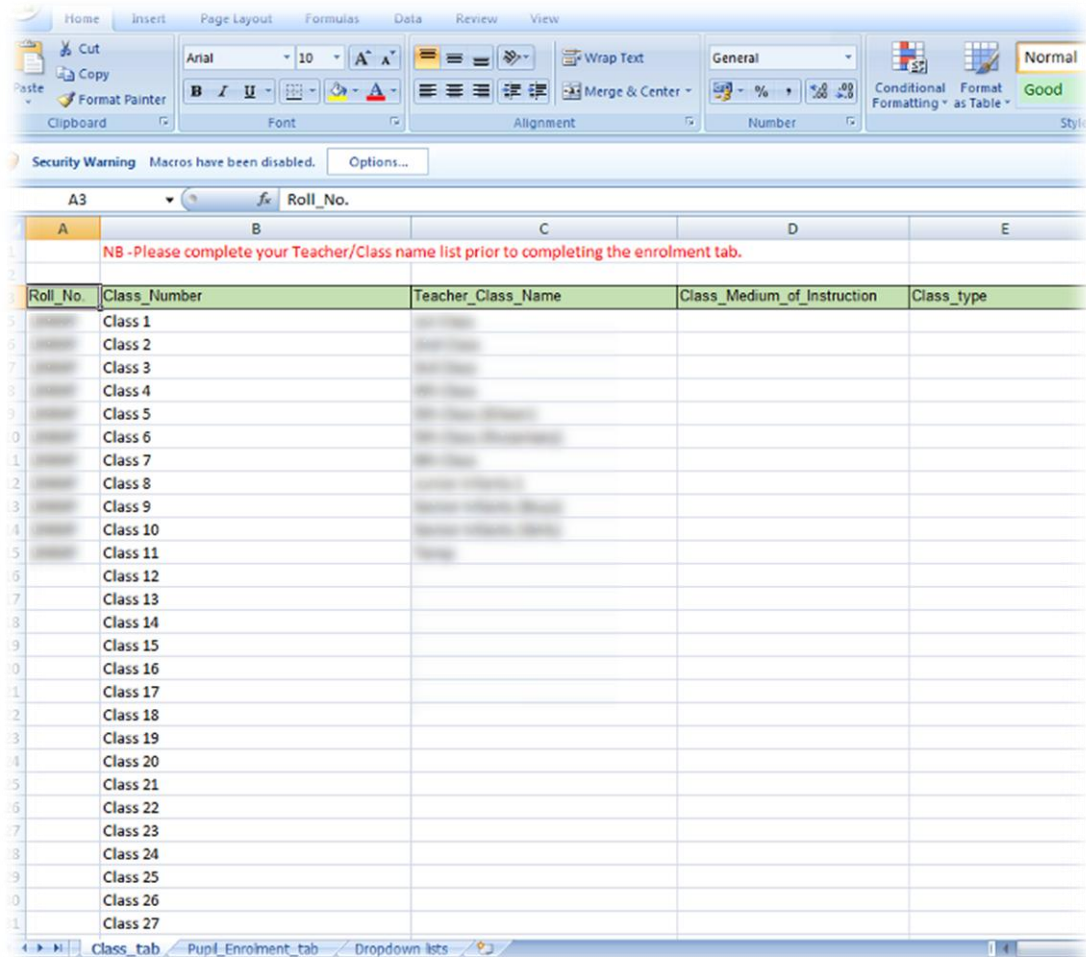 Home Insert Page Layout Formulas Data Review View
Cut
Copy
Format Painter
Paste
Arial 10 A A
Wrap Text
General
Normal
B I U A
Merge & Center
% ,
Conditional Formatting
Format as Table
Good
Clipboard Font Alignment Number
Security Warning Macros have been disabled. Options...
A3 fx Roll_No.
A B C D E
NB -Please complete your Teacher/Class name list prior to completing the enrolment tab.
Roll_No. Class_Number Teacher_Class_Name Class_Medium_of_Instruction Class_type
Class 1
Class 2
Class 3
Class 4
Class 5
Class 6
Class 7
Class 8
Class 9
Class 10
Class 11
Class 12
Class 13
Class 14
Class 15
Class 16
Class 17
Class 18
Class 19
Class 20
Class 21
Class 22
Class 23
Class 24
Class 25
Class 26
Class 27
Class_tab Pupil_Enrolment_tab Dropdown lists